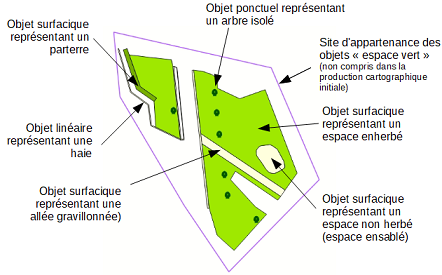 Objet surfacique
représentant un
parterre
Objet ponctuel représentant
un arbre isolé
Site d'appartenance des
objets « espace vert »
(non compris dans la
production cartographique
initiale)
Objet linéaire
représentant une
haie
Objet surfacique
représentant un
espace enherbé
Objet surfacique
représentant une
allée gravillonnée)
Objet surfacique
représentant un
espace non herbé
(espace ensablé)